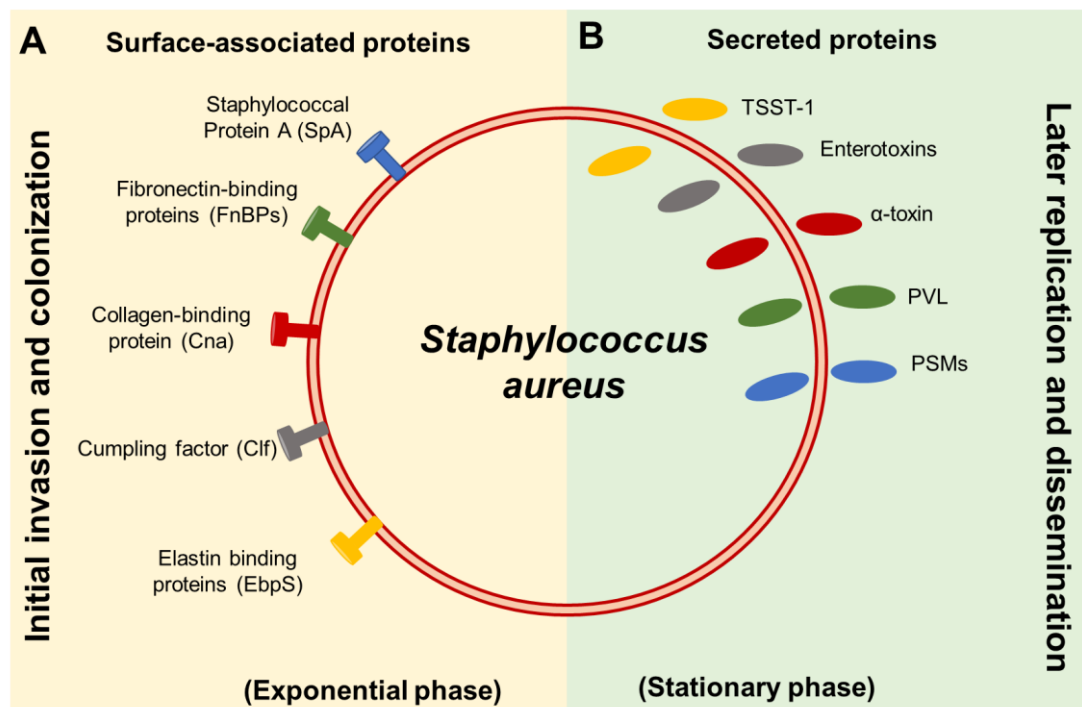 A
Surface-associated proteins
Initial invasion and colonization
Staphylococcal
Protein A (SpA)
Fibronectin-binding
proteins (FnBPs)
Collagen-binding
protein (Cna)
Cumpling factor (Clf)
Elastin binding
proteins (EbpS)
(Exponential phase)
Staphylococcus
aureus
B
Secreted proteins
TSST-1
Enterotoxins
α-toxin
PVL
PSMs
Later replication and dissemination
(Stationary phase)